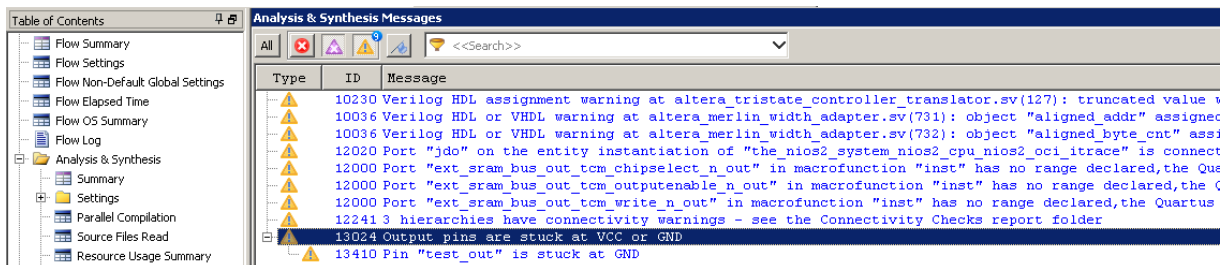 Table of Contents
Flow Summary
Flow Settings
Flow Non-Default Global Settings
Flow Elapsed Time
Flow OS Summary
Flow Log
Analysis & Synthesis
Summary
Settings
Parallel Compilation
Source Files Read
Resource Usage Summary
Analysis & Synthesis Messages
All 9 <<Search>>
Type ID Message
10230 Verilog HDL assignment warning at altera_tristate_controller_translator.sv(127): truncated value w
10036 Verilog HDL or VHDL warning at altera_merlin_width_adapter.sv(731): object "aligned_addr" assigned
10036 Verilog HDL or VHDL warning at altera_merlin_width_adapter.sv(732): object "aligned_byte_cnt" assi
12020 Port "jdo" on the entity instantiation of "the_nios2_system_nios2_cpu_nios2_oci_itrace" is connect
12000 Port "ext_sram_bus_out_tcm_chipselect_n_out" in macrofunction "inst" has no range declared,the Qua
12000 Port "ext_sram_bus_out_tcm_outputenable_n_out" in macrofunction "inst" has no range declared,the Q
12000 Port "ext_sram_bus_out_tcm_write_n_out" in macrofunction "inst" has no range declared,the Quartus
12241 3 hierarchies have connectivity warnings - see the Connectivity Checks report folder
13024 Output pins are stuck at VCC or GND
13410 Pin "test_out" is stuck at GND